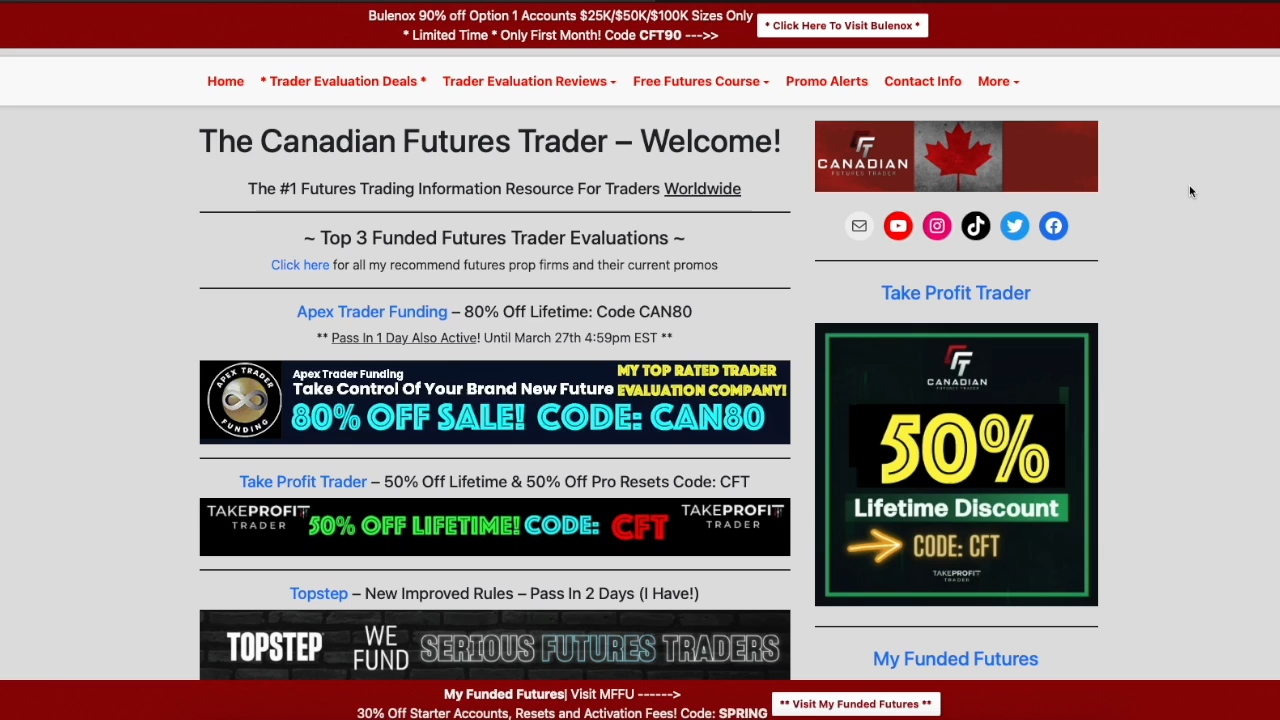 Bulenox 90% off Option 1 Accounts $25K/$50K/$100K Sizes Only
* Limited Time * Only First Month! Code CFT90 --->>
* Click Here To Visit Bulenox *
Home * Trader Evaluation Deals * Trader Evaluation Reviews Free Futures Course Promo Alerts Contact Info More
The Canadian Futures Trader – Welcome!
The #1 Futures Trading Information Resource For Traders Worldwide
~ Top 3 Funded Futures Trader Evaluations ~
Click here for all my recommend futures prop firms and their current promos
Apex Trader Funding – 80% Off Lifetime: Code CAN80
** Pass In 1 Day Also Active! Until March 27th 4:59pm EST **
APEX TRADER
FUNDING
Apex Trader Funding
Take Control Of Your Brand New Future
MY TOP RATED TRADER
EVALUATION COMPANY!
80% OFF SALE! CODE: CAN80
Take Profit Trader – 50% Off Lifetime & 50% Off Pro Resets Code: CFT
TAKEPROFIT
TRADER
50% OFF LIFETIME! CODE: CFT
TAKEPROFIT
TRADER
Topstep – New Improved Rules – Pass In 2 Days (I Have!)
TOPSTEP
WE
FUND
SERIOUS FUTURES TRADERS
CANADIAN
FUTURES TRADER
Take Profit Trader
CANADIAN
FUTURES TRADER
50%
Lifetime Discount
CODE: CFT
TAKEPROFIT
TRADER
My Funded Futures
My Funded Futures| Visit MFFU ------>
30% Off Starter Accounts, Resets and Activation Fees! Code: SPRING
** Visit My Funded Futures **